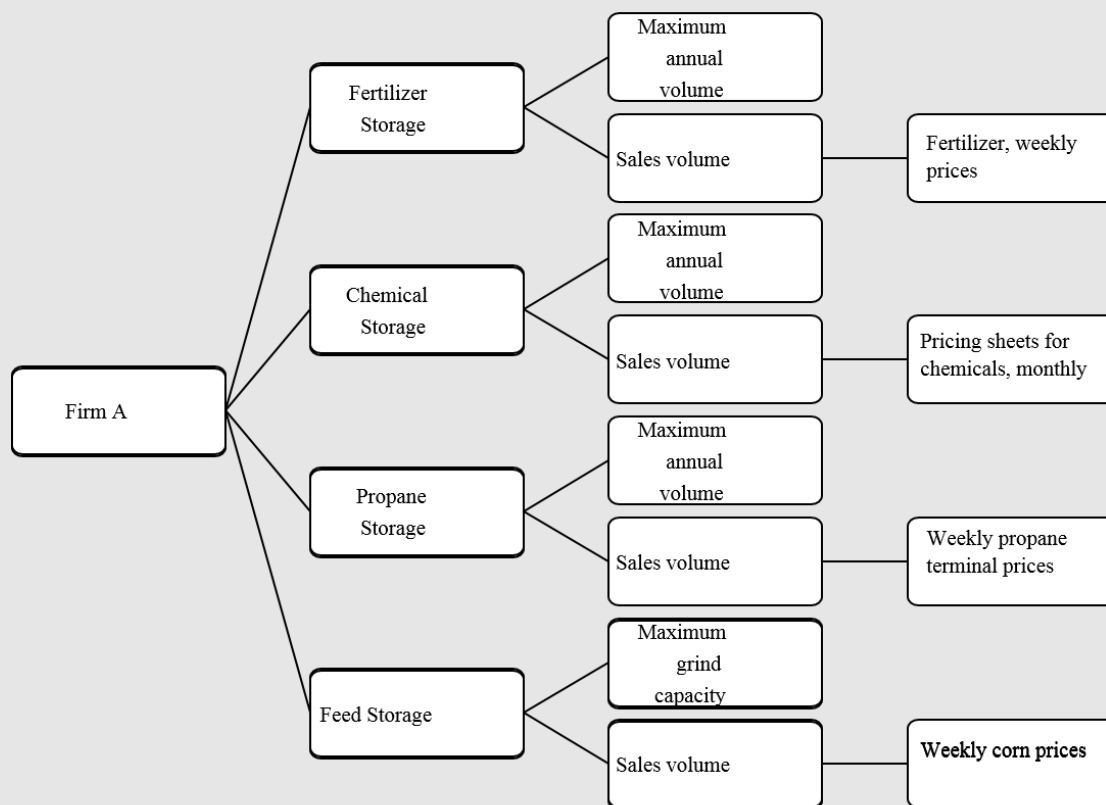 Maximum
annual
volume
Fertilizer
Storage
Sales volume
Fertilizer, weekly
prices
Maximum
annual
volume
Chemical
Storage
Sales volume
Pricing sheets for
chemicals, monthly
Firm A
Maximum
annual
volume
Propane
Storage
Sales volume
Weekly propane
terminal prices
Maximum
grind
capacity
Feed Storage
Sales volume
Weekly corn prices